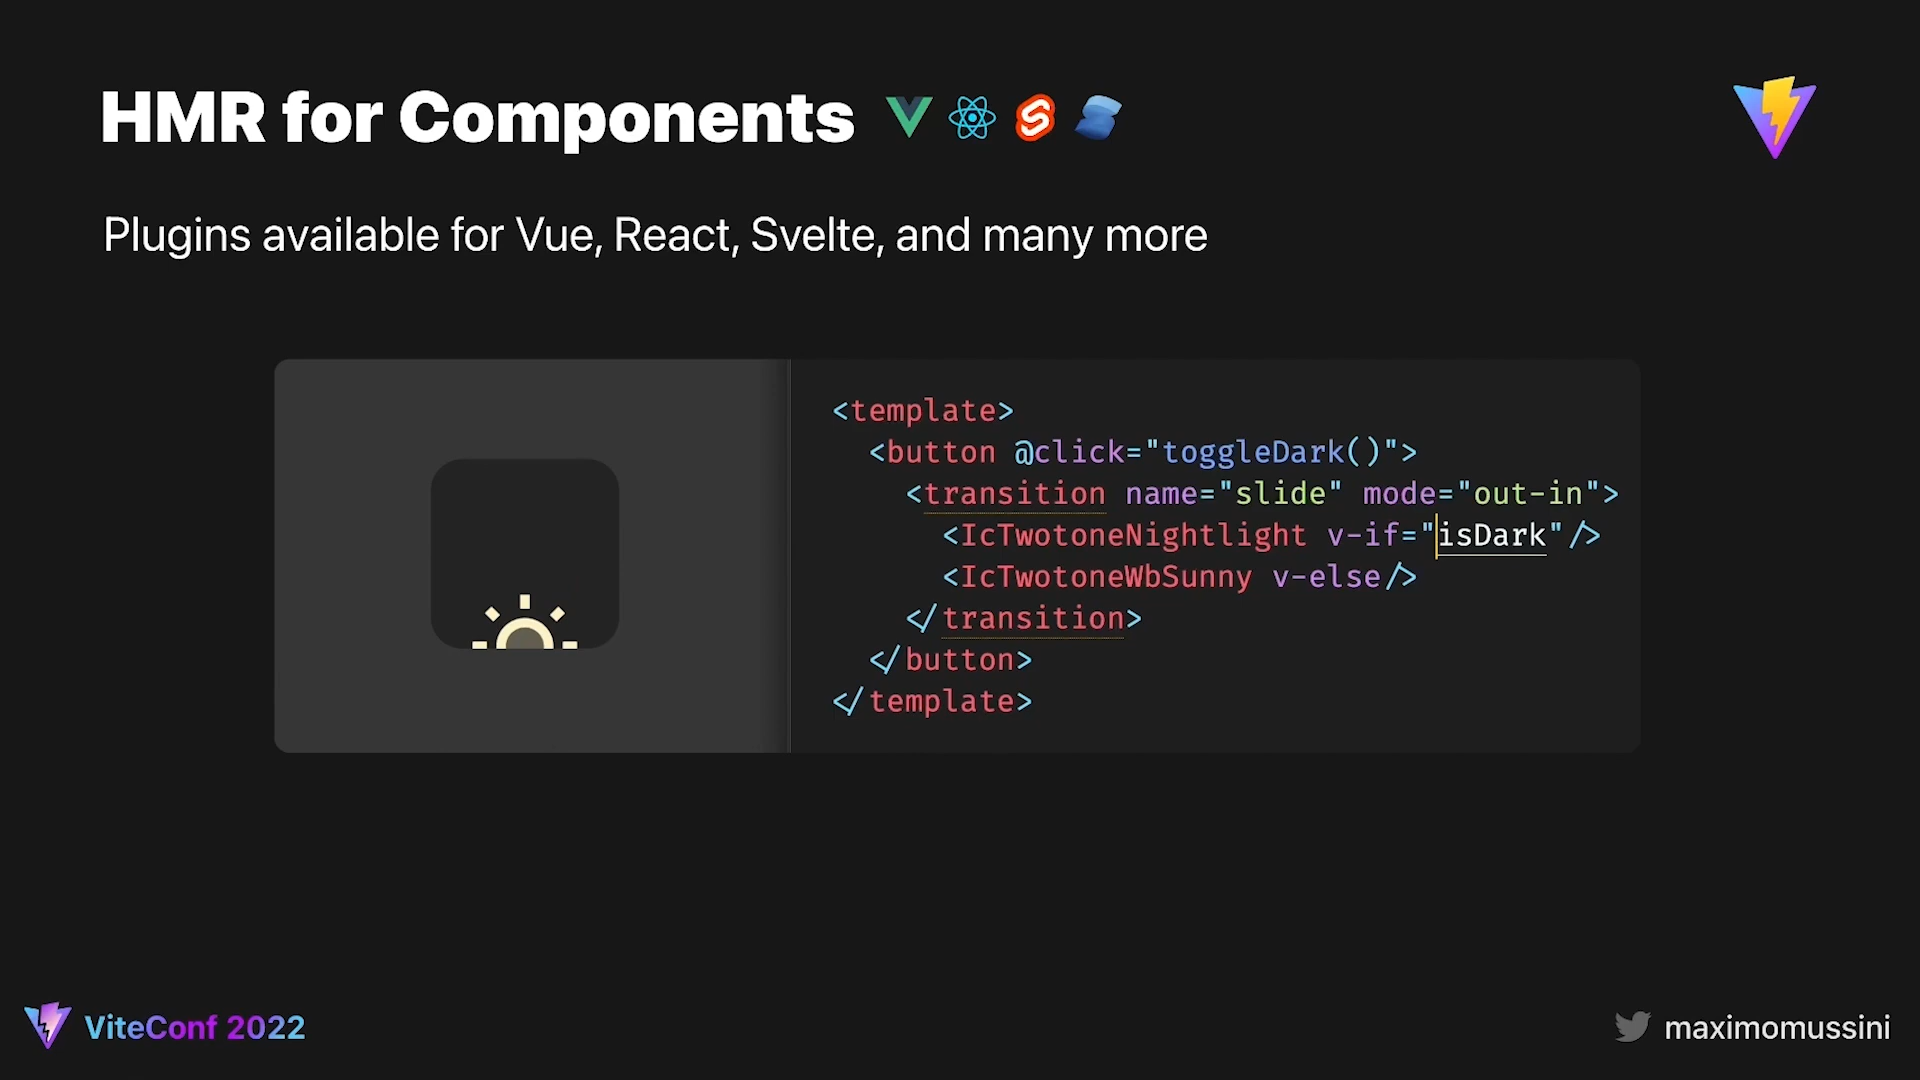 HMR for Components
Plugins available for Vue, React, Svelte, and many more
<template>
<button @click="toggleDark()">
<transition name="slide" mode="out-in">
<IcTwotoneNightlight v-if="isDark"/>
<IcTwotoneWbSunny v-else/>
</transition>
</button>
</template>
ViteConf 2022
maximomussini